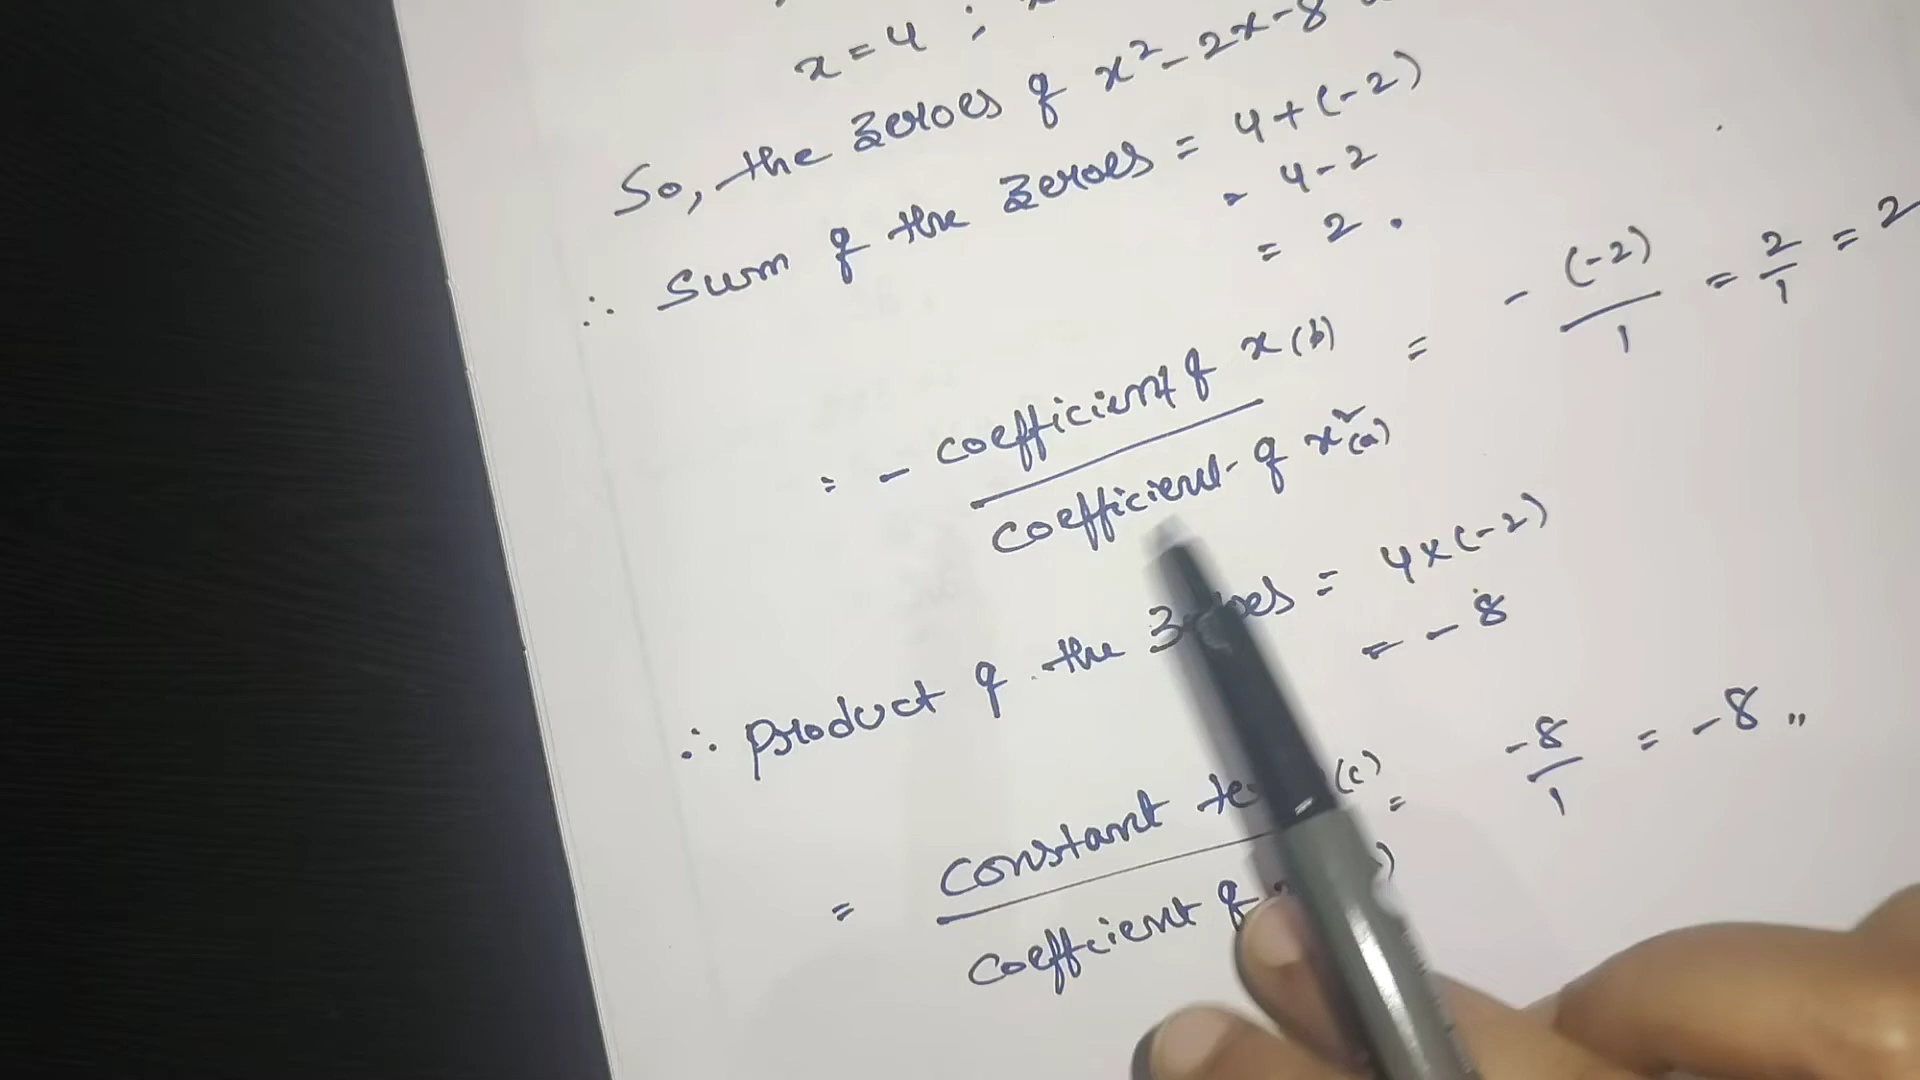 x = 4 ;
So, the zeroes of x² - 2x - 8
∴ Sum of the zeroes = 4 + (-2)
= 4 - 2
= 2 .
= - coefficient of x (b) / coefficient of x² (a) = - (-2) / 1 = 2 / 1 = 2
∴ Product of the = 4 x (-2)
= - 8
= Constant (c) / Coefficient of = -8 / 1 = -8 ,,